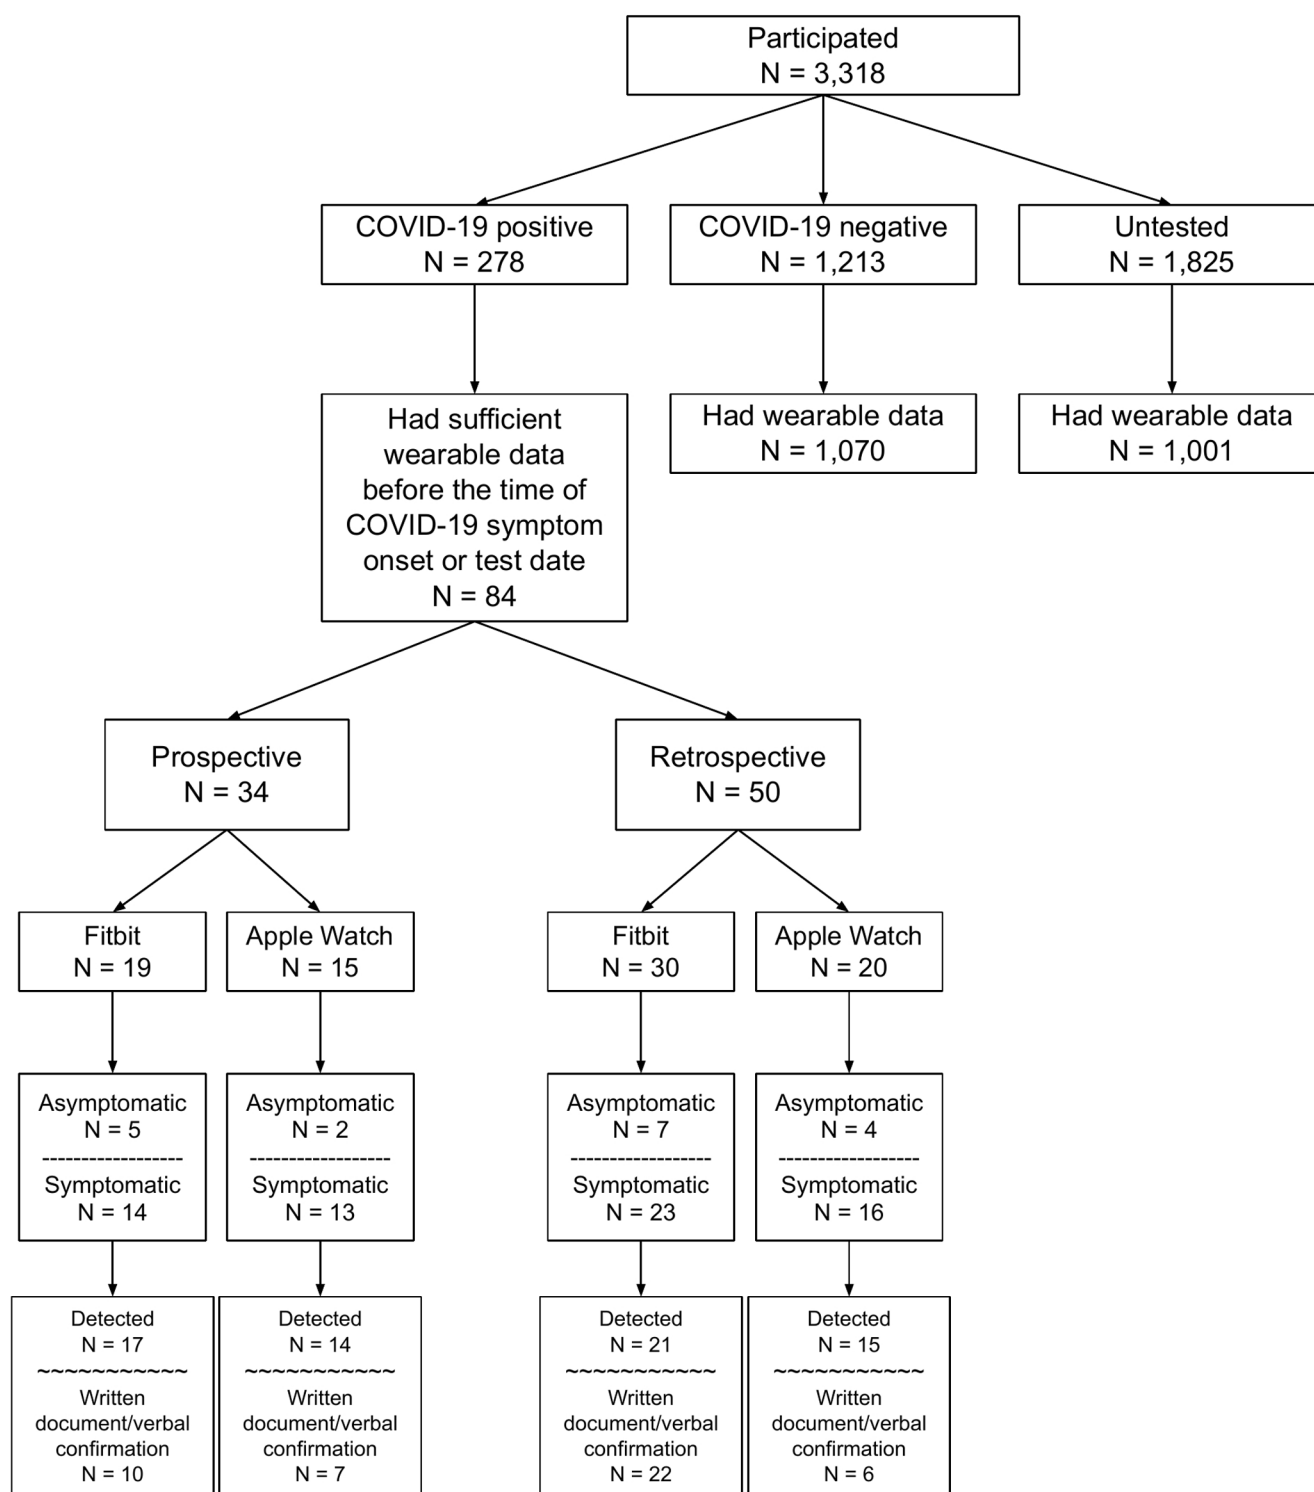 Participated
N = 3,318
COVID-19 positive
N = 278
COVID-19 negative
N = 1,213
Untested
N = 1,825
Had sufficient
wearable data
before the time of
COVID-19 symptom
onset or test date
N = 84
Had wearable data
N = 1,070
Had wearable data
N = 1,001
Prospective
N = 34
Retrospective
N = 50
Fitbit
N = 19
Apple Watch
N = 15
Fitbit
N = 30
Apple Watch
N = 20
Asymptomatic
N = 5
------------------
Symptomatic
N = 14
Asymptomatic
N = 2
------------------
Symptomatic
N = 13
Asymptomatic
N = 7
------------------
Symptomatic
N = 23
Asymptomatic
N = 4
------------------
Symptomatic
N = 16
Detected
N = 17
~~~~~~~~~~~
Written
document/verbal
confirmation
N = 10
Detected
N = 14
~~~~~~~~~~~
Written
document/verbal
confirmation
N = 7
Detected
N = 21
~~~~~~~~~~~
Written
document/verbal
confirmation
N = 22
Detected
N = 15
~~~~~~~~~~~
Written
document/verbal
confirmation
N = 6